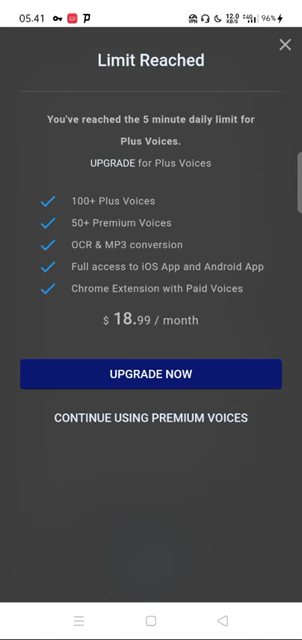 05.41 12.0 KB/S 4G 96%
Limit Reached
You've reached the 5 minute daily limit for
Plus Voices.
UPGRADE for Plus Voices
100+ Plus Voices
50+ Premium Voices
OCR & MP3 conversion
Full access to iOS App and Android App
Chrome Extension with Paid Voices
$ 18.99 / month
UPGRADE NOW
CONTINUE USING PREMIUM VOICES